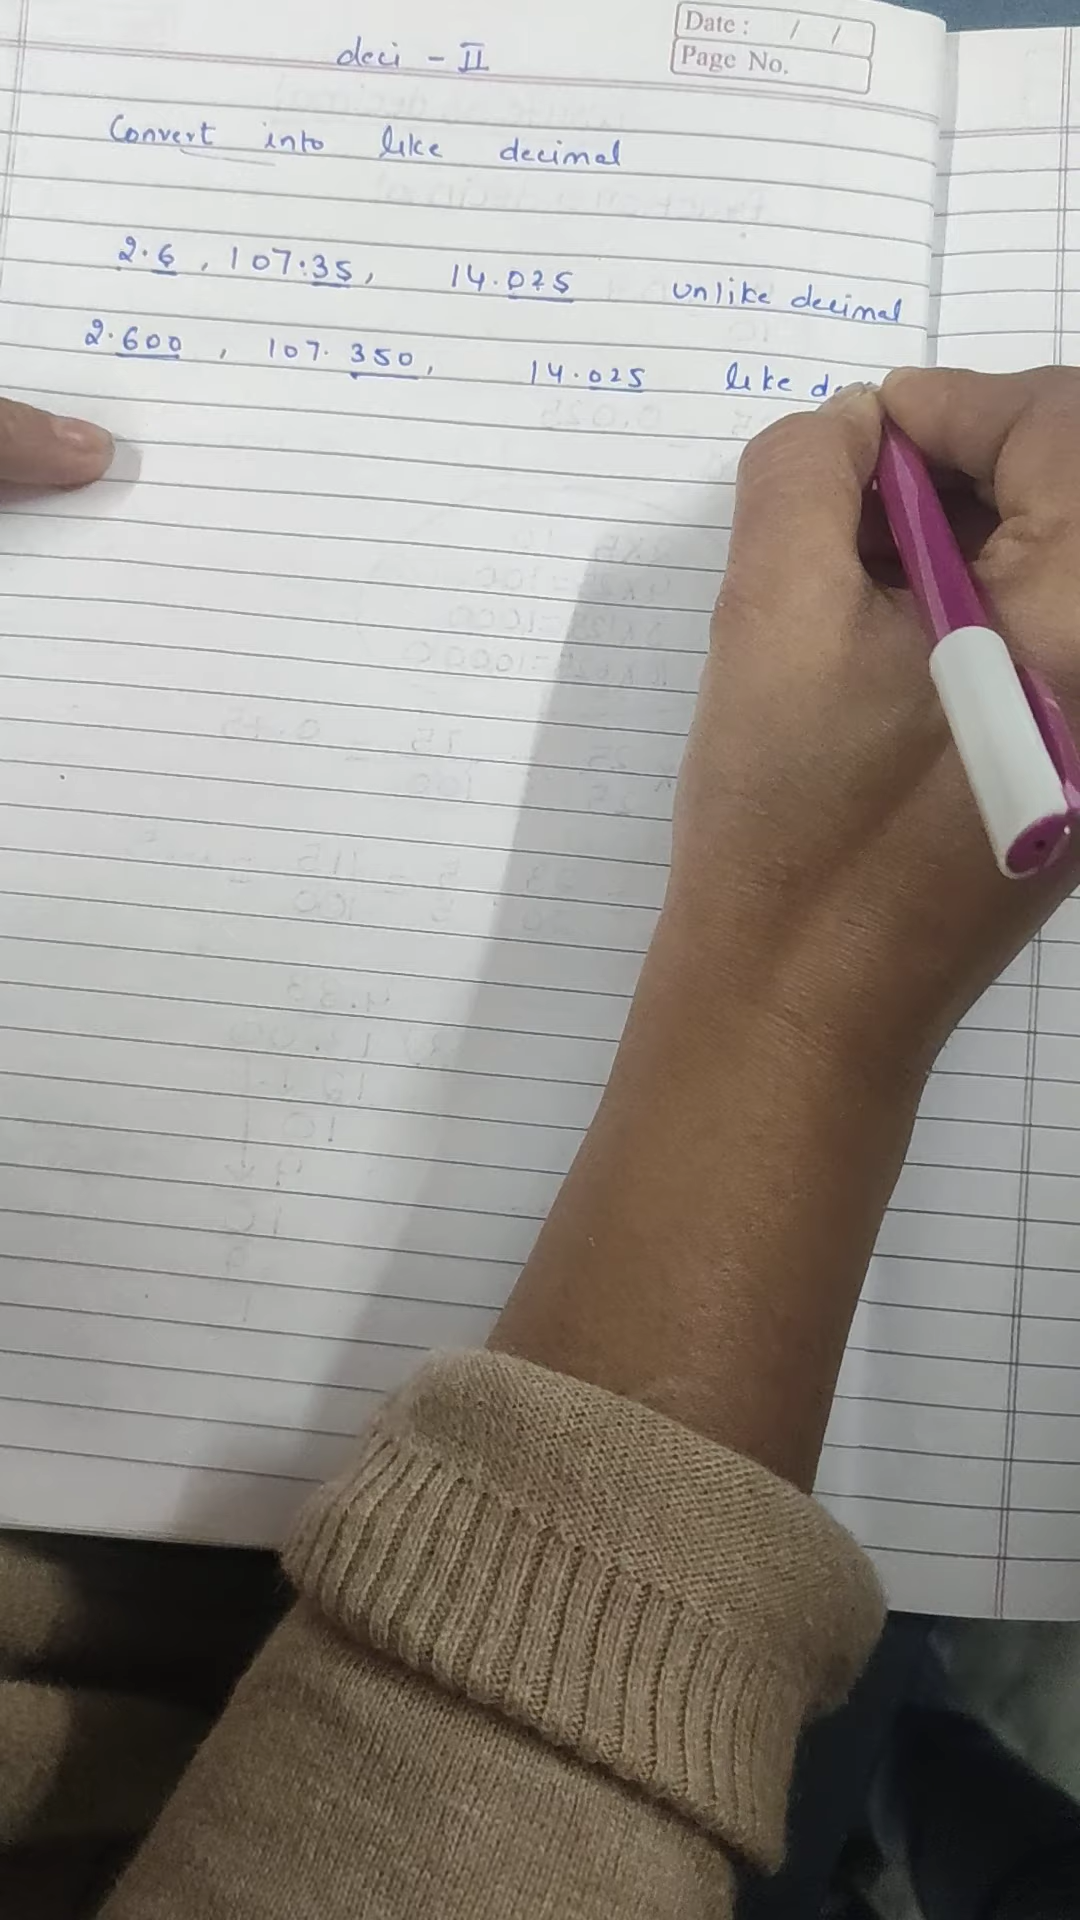 Date: / /
Page No.
deci - II
Convert into like decimal
2.6, 107.35, 14.025 unlike decimal
2.600, 107.350, 14.025 like